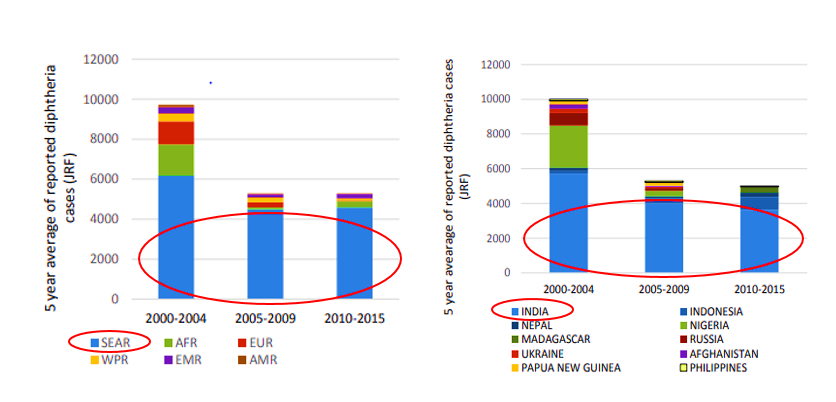 5 year average of reported diphtheria
cases (JRF)
12000
10000
8000
6000
4000
2000
0
2000-2004 2005-2009 2010-2015
SEAR AFR EUR
WPR EMR AMR
5 year avearage of reported diphtheria cases
(JRF)
12000
10000
8000
6000
4000
2000
0
2000-2004 2005-2009 2010-2015
INDIA INDONESIA
NEPAL NIGERIA
MADAGASCAR RUSSIA
UKRAINE AFGHANISTAN
PAPUA NEW GUINEA PHILIPPINES